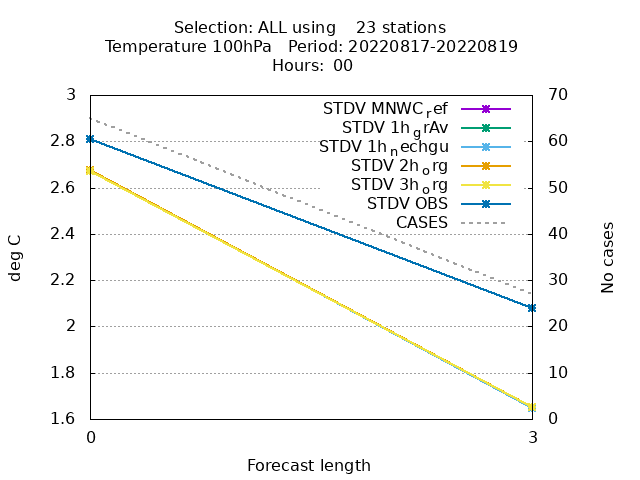 Selection: ALL using    23 stations
Temperature 100hPa   Period: 20220817-20220819
Hours:  00
3
2.8
2.6
2.4
2.2
2
1.8
1.6
deg C
70
60
50
40
30
20
10
0
No cases
STDV MNWC_ref
STDV 1h_grAv
STDV 1h_nechgu
STDV 2h_org
STDV 3h_org
STDV OBS
CASES
0
3
Forecast length